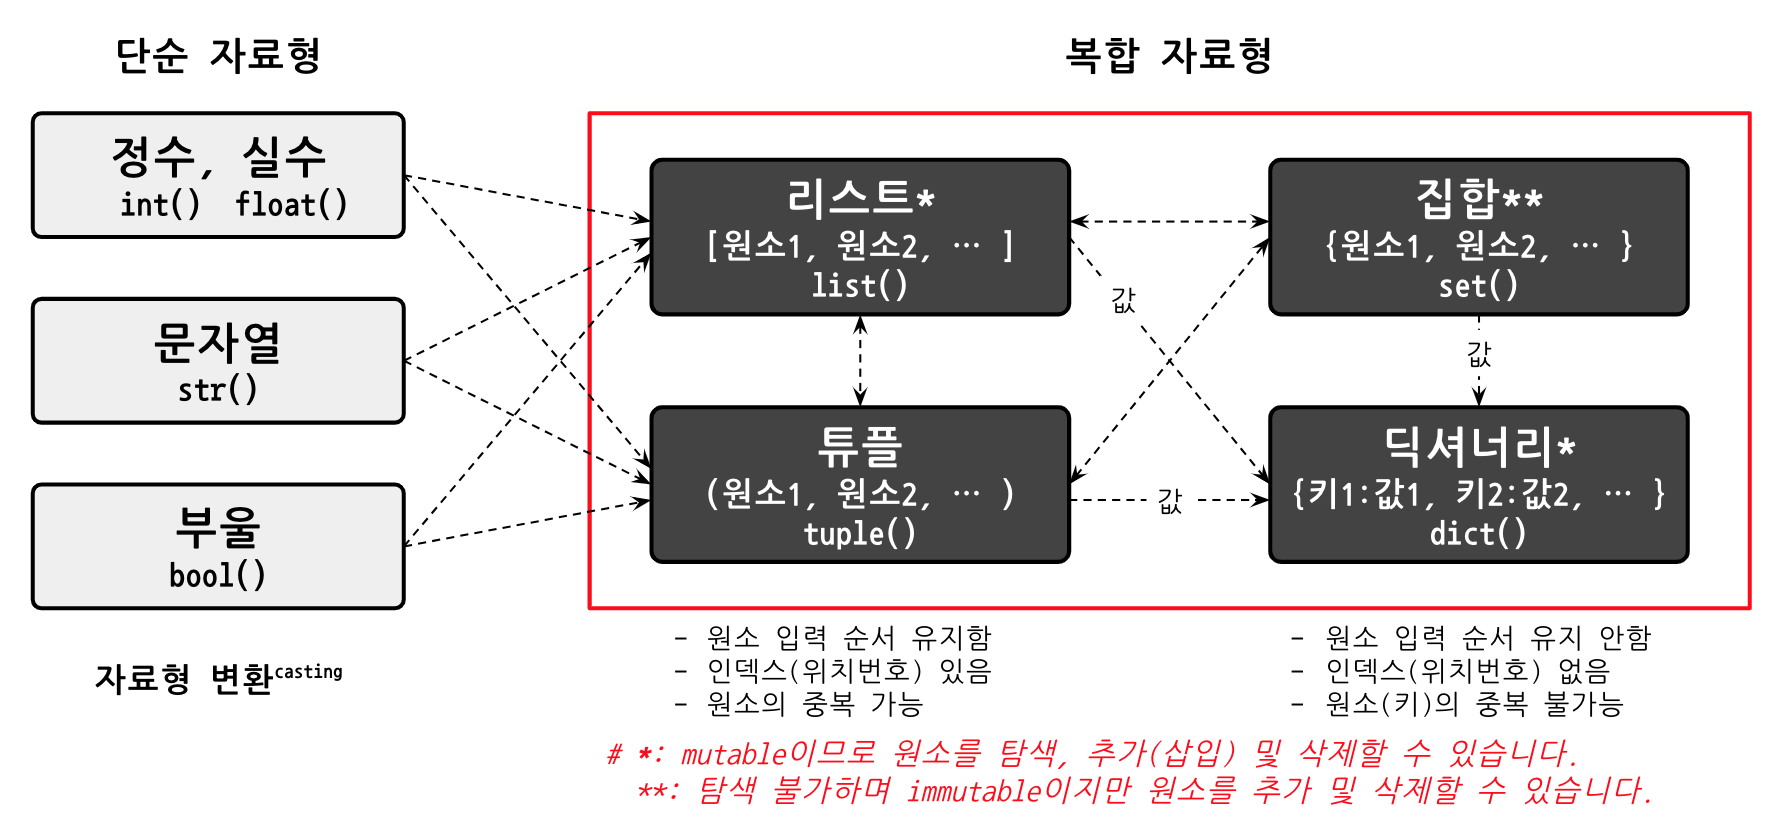 단순 자료형
복합 자료형
정수, 실수
int() float()
문자열
str()
부울
bool()
자료형 변환casting
리스트*
[원소1, 원소2, … ]
list()
집합**
{원소1, 원소2, … }
set()
값
값
튜플
(원소1, 원소2, … )
tuple()
값
딕셔너리*
{키1:값1, 키2:값2, … }
dict()
- 원소 입력 순서 유지함
- 인덱스(위치번호) 있음
- 원소의 중복 가능
- 원소 입력 순서 유지 안함
- 인덱스(위치번호) 없음
- 원소(키)의 중복 불가능
# *: mutable이므로 원소를 탐색, 추가(삽입) 및 삭제할 수 있습니다.
**: 탐색 불가하며 immutable이지만 원소를 추가 및 삭제할 수 있습니다.